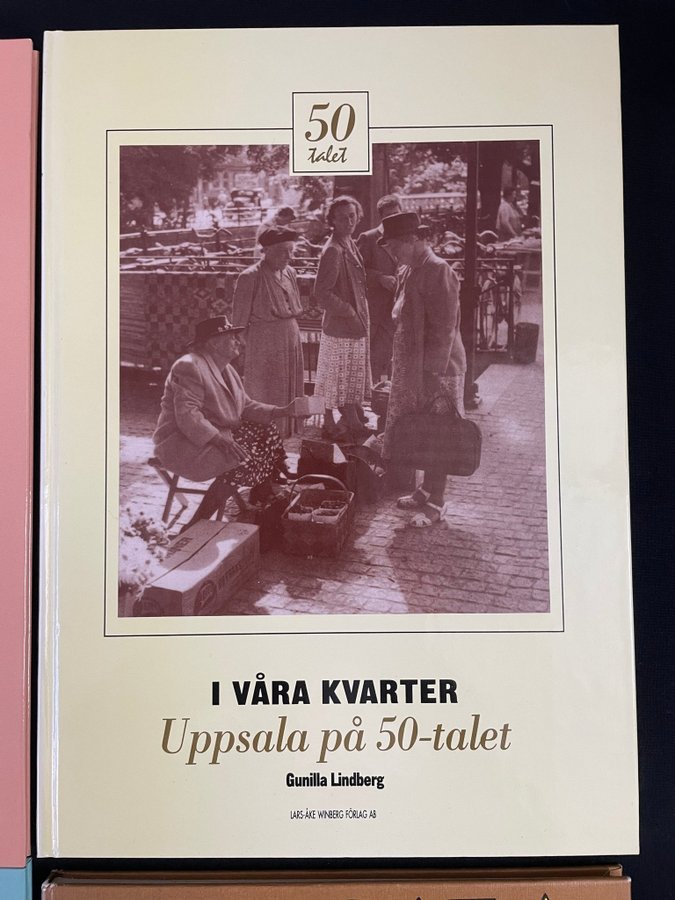 50
talet
I VÅRA KVARTER
Uppsala på 50-talet
Gunilla Lindberg
LARS-ÅKE WINBERG FÖRLAG AB